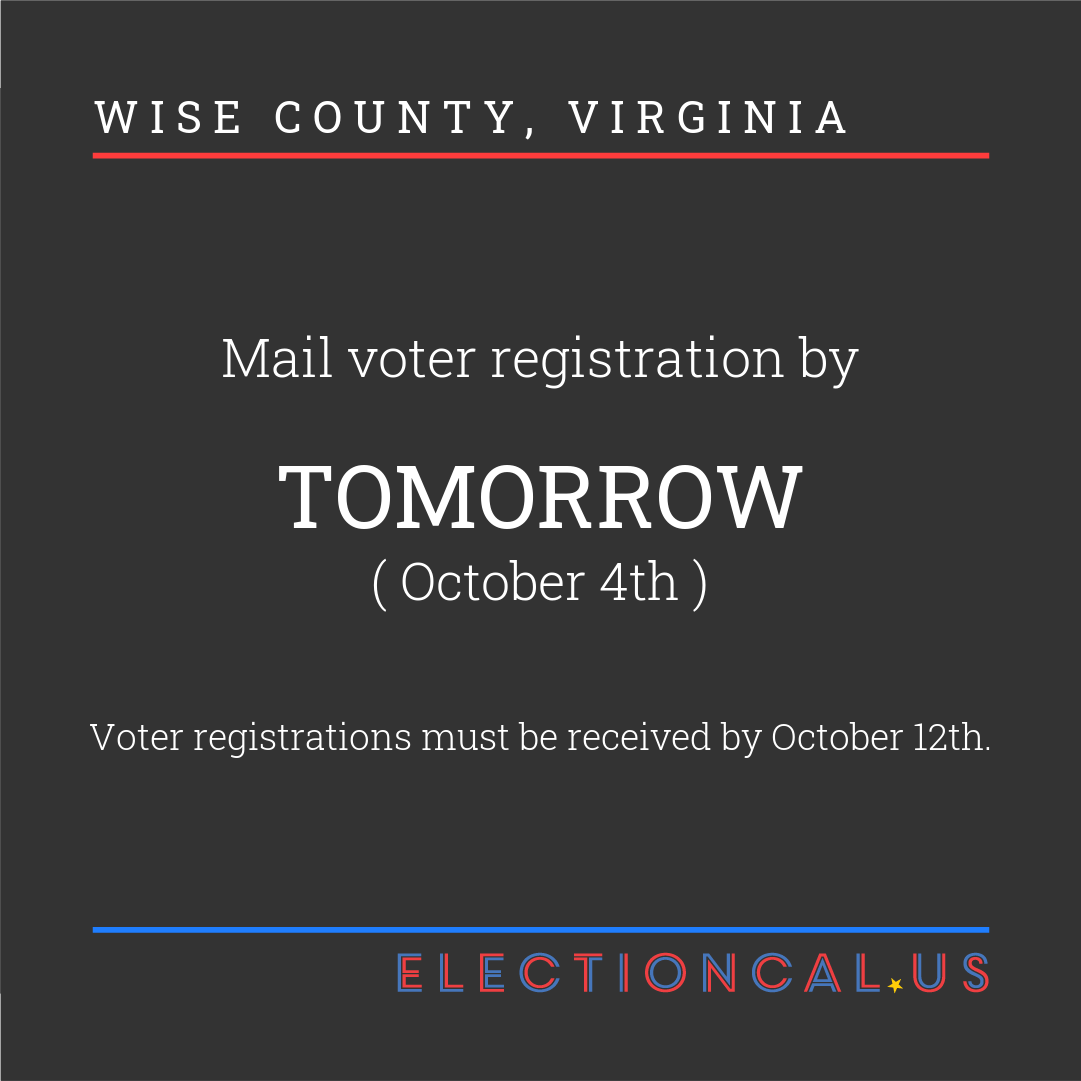 WISE COUNTY, VIRGINIA
Mail voter registration by
TOMORROW
( October 4th )
Voter registrations must be received by October 12th.
ELECTIONCAL.US